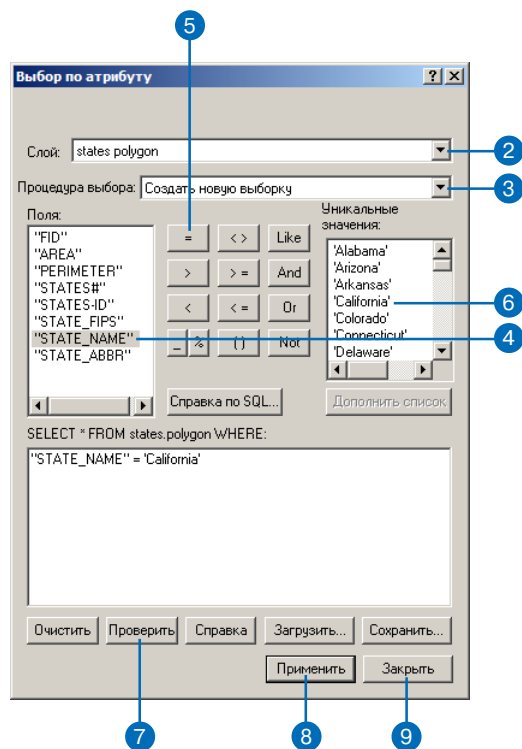 5
Выбор по атрибуту
Слой: states polygon
2
Процедура выбора: Создать новую выборку
3
Поля:
"FID"
"AREA"
"PERIMETER"
"STATES#"
"STATES-ID"
"STATE_FIPS"
"STATE_NAME"
"STATE_ABBR"
= < > Like
> > = And
< < = Or
_ % () Not
Уникальные
значения:
'Alabama'
'Arizona'
'Arkansas'
'California'
'Colorado'
'Connecticut'
'Delaware'
6
4
Справка по SQL...
Дополнить список
SELECT * FROM states.polygon WHERE:
"STATE_NAME" = 'California'
Очистить Проверить Справка Загрузить... Сохранить...
Применить Закрыть
7 8 9